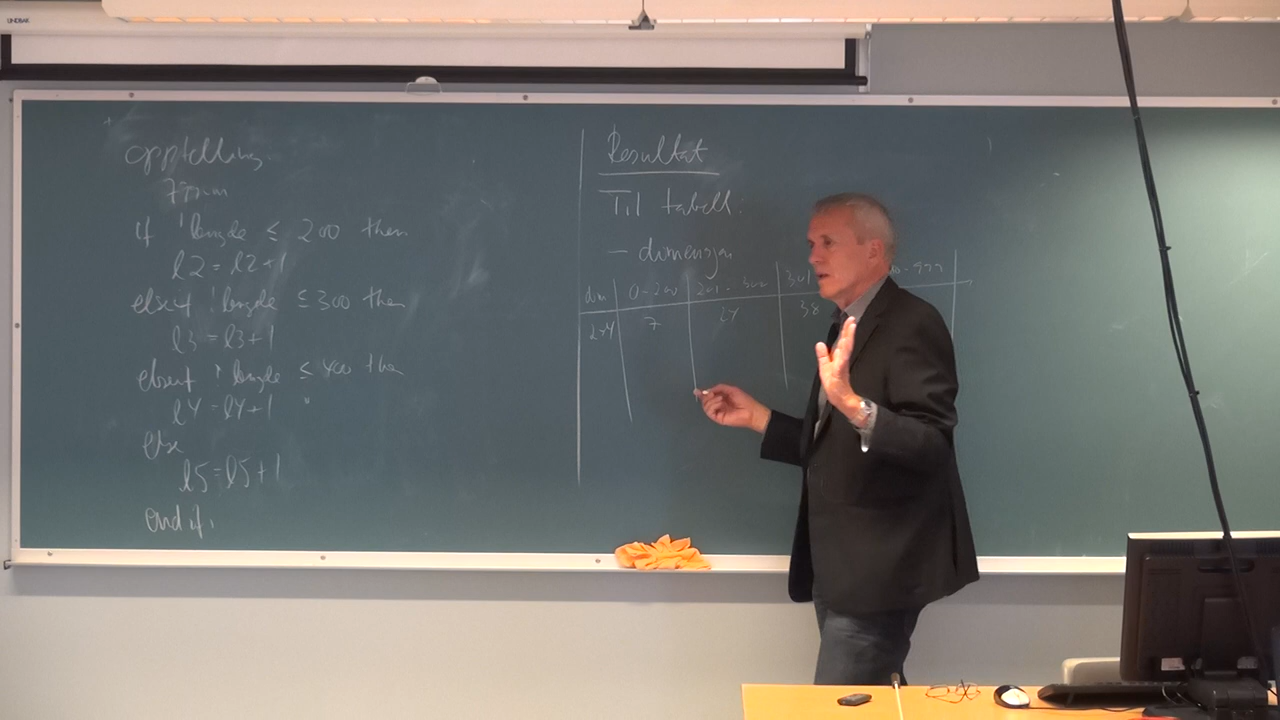 opptelling
if lengde ≤ 200 then
l2 = l2+1
elseif lengde ≤ 300 then
l3 = l3+1
elseif lengde ≤ 400 then
l4 = l4+1
else
l5 = l5+1
end if
Resultat
Til tabell
- dimensjon
dim 0-200 201-300 301
2x4 7 24 38